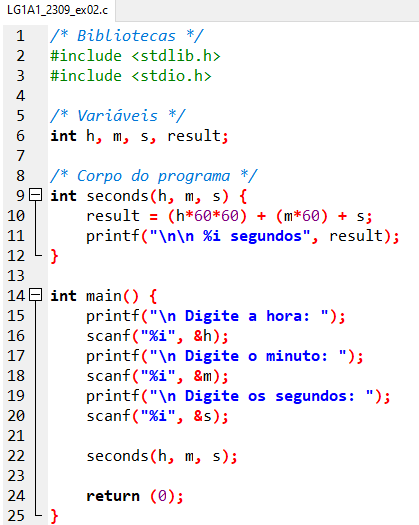 LG1A1_2309_ex02.c
1 /* Bibliotecas */
2 #include <stdlib.h>
3 #include <stdio.h>
4
5 /* Variáveis */
6 int h, m, s, result;
7
8 /* Corpo do programa */
9 int seconds(h, m, s) {
10 result = (h*60*60) + (m*60) + s;
11 printf("\n\n %i segundos", result);
12 }
13
14 int main() {
15 printf("\n Digite a hora: ");
16 scanf("%i", &h);
17 printf("\n Digite o minuto: ");
18 scanf("%i", &m);
19 printf("\n Digite os segundos: ");
20 scanf("%i", &s);
21
22 seconds(h, m, s);
23
24 return (0);
25 }